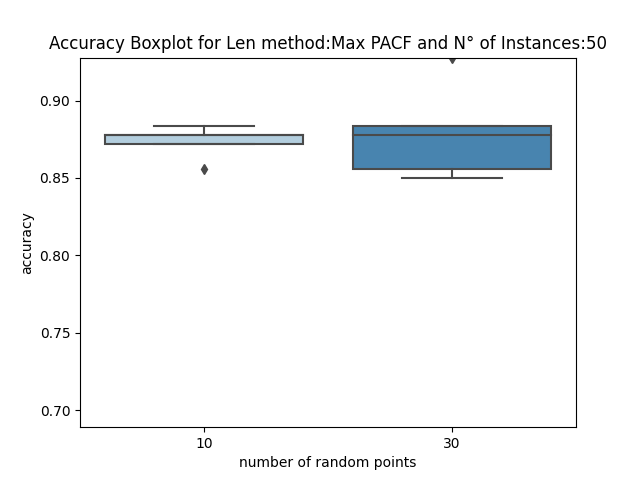 Accuracy Boxplot for Len method:Max PACF and N° of Instances:50
0.90
0.85
0.80
0.75
0.70
accuracy
10 30
number of random points